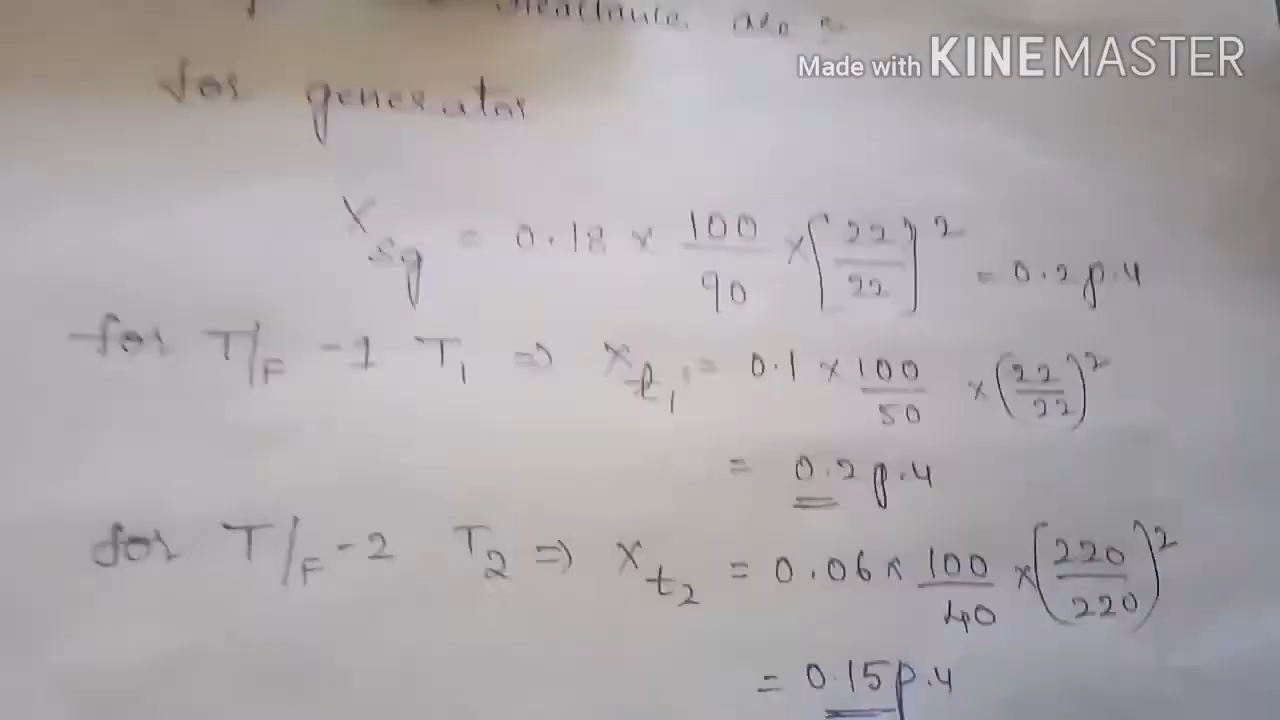 Made with KINEMASTER
for generator
X sg = 0.18 × 100/90 × [22/22]² = 0.2 p.u
for T/F -1 T1 => Xt1 = 0.1 × 100/50 × (22/22)²
= 0.2 p.u
for T/F -2 T2 => Xt2 = 0.06 × 100/40 × (220/220)²
= 0.15 p.u